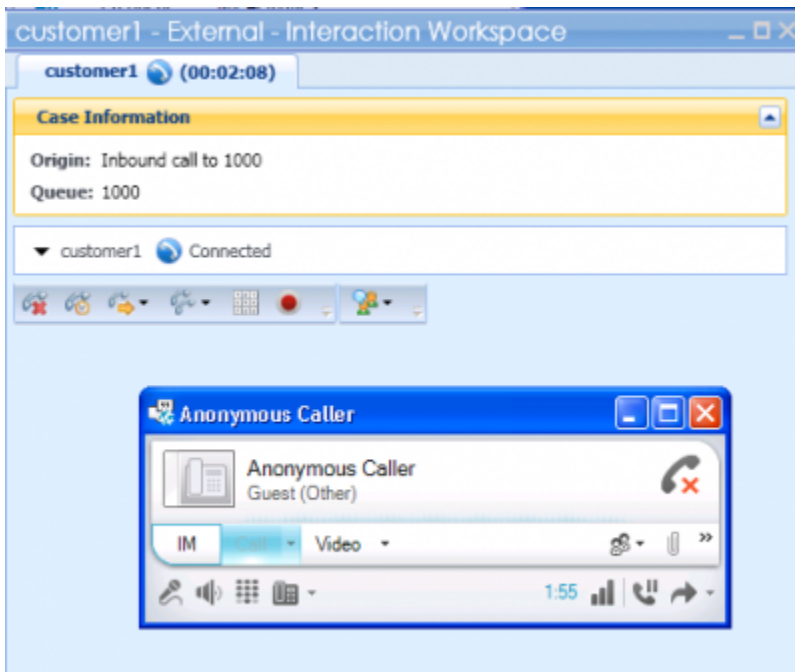 customer1 - External - Interaction Workspace
customer1 (00:02:08)
Case Information
Origin: Inbound call to 1000
Queue: 1000
customer1 Connected
Anonymous Caller
Anonymous Caller
Guest (Other)
IM Call Video
1:55